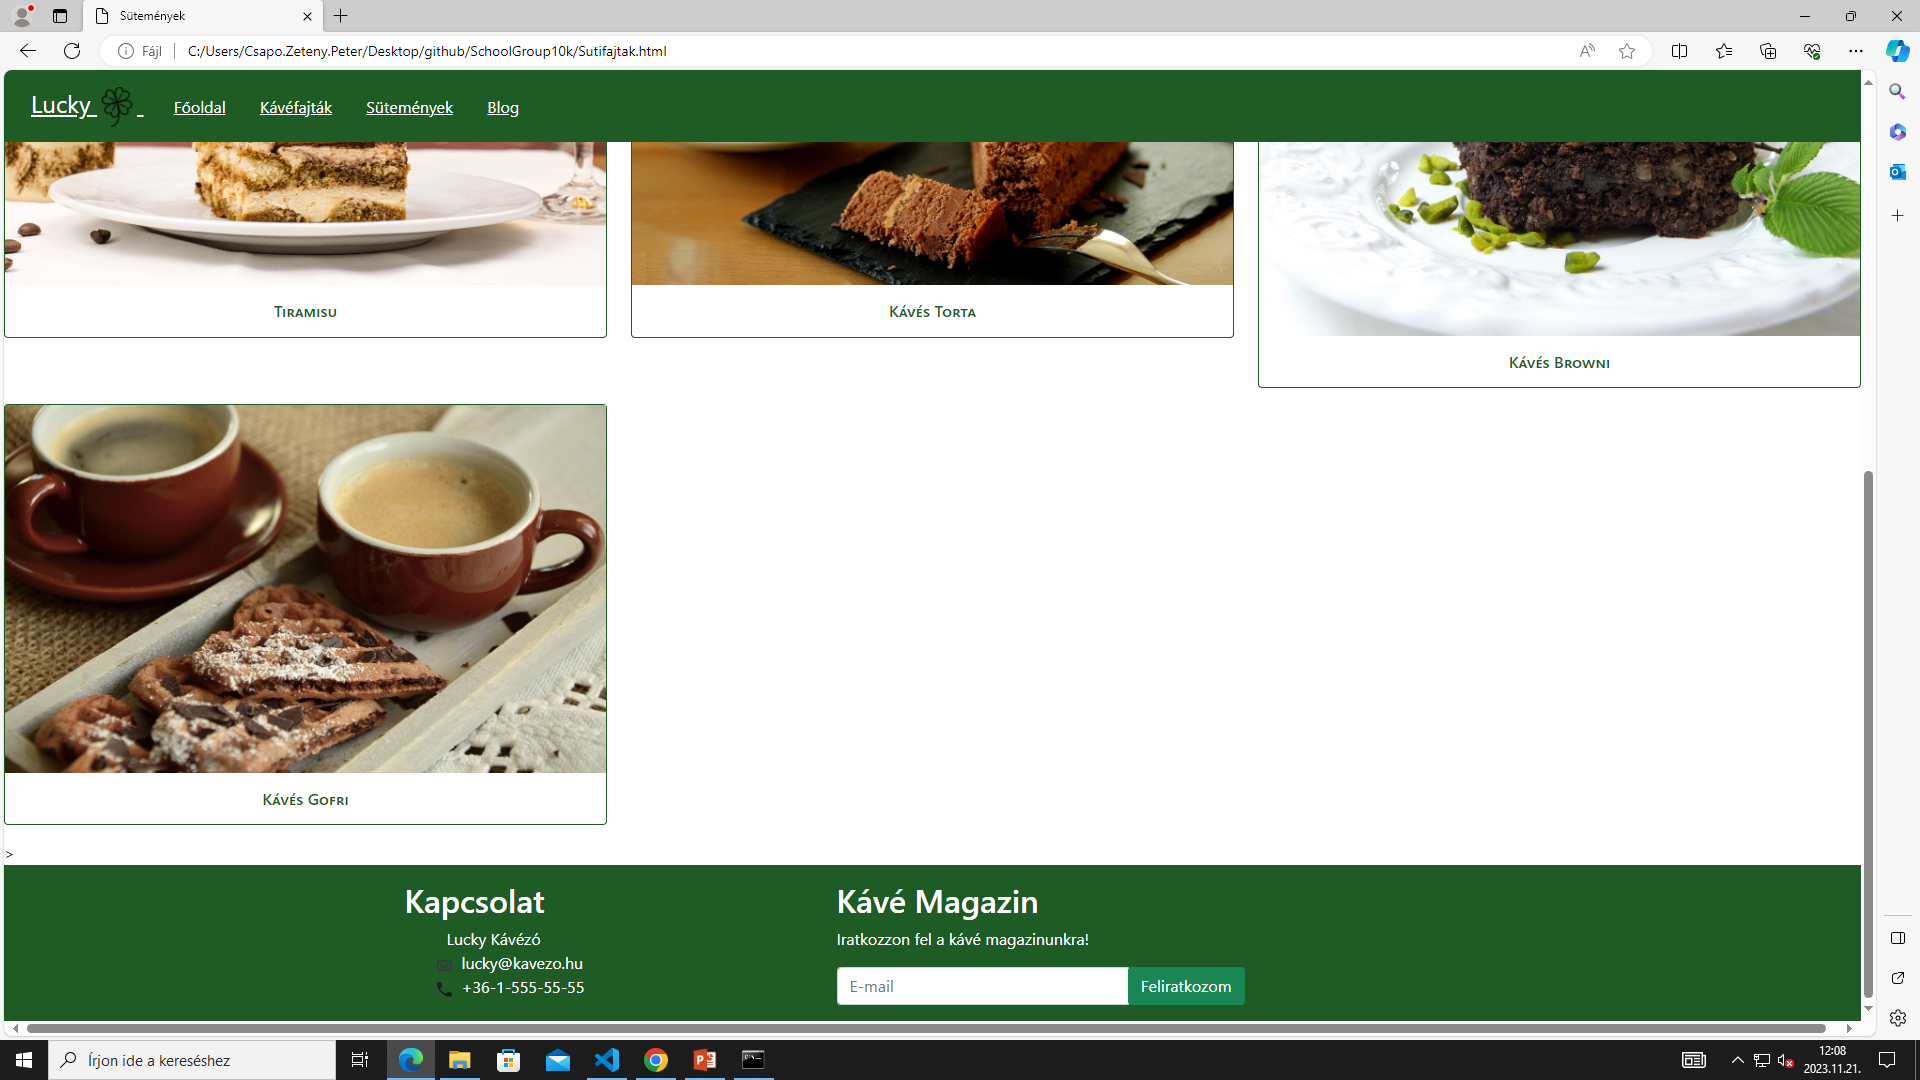 Sütemények
Fájl
C:/Users/Csapo.Zeteny.Peter/Desktop/github/SchoolGroup10k/Sutifajtak.html
Lucky Főoldal Kávéfajták Sütemények Blog
Tiramisu
Kávés Torta
Kávés Browni
Kávés Gofri
>
Kapcsolat
Lucky Kávézó
lucky@kavezo.hu
+36-1-555-55-55
Kávé Magazin
Iratkozzon fel a kávé magazinunkra!
E-mail Feliratkozom
Írjon ide a kereséshez
12:08
2023.11.21.